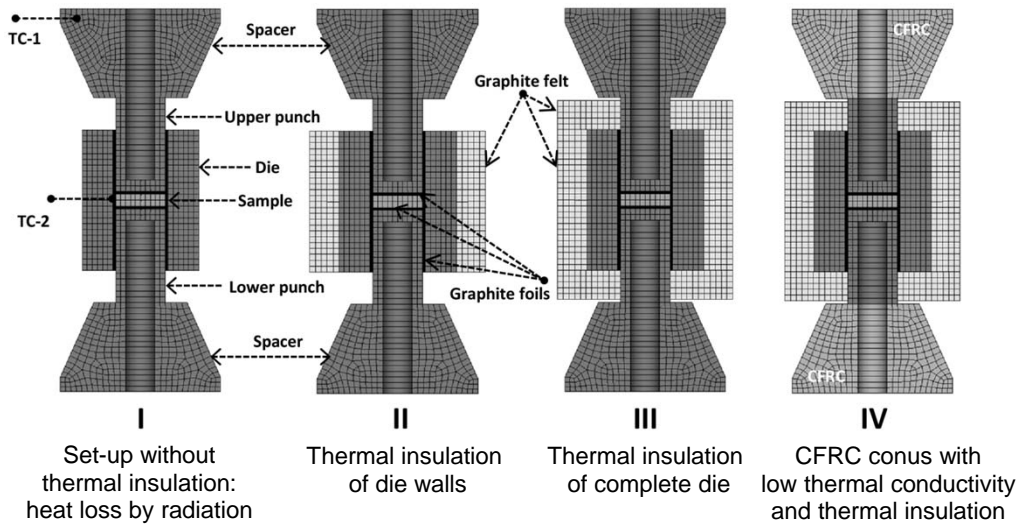 TC-1
Spacer
CFRC
Graphite felt
Upper punch
Die
Sample
TC-2
Lower punch
Graphite foils
Spacer
CFRC
I
II
III
IV
Set-up without
thermal insulation:
heat loss by radiation
Thermal insulation
of die walls
Thermal insulation
of complete die
CFRC conus with
low thermal conductivity
and thermal insulation